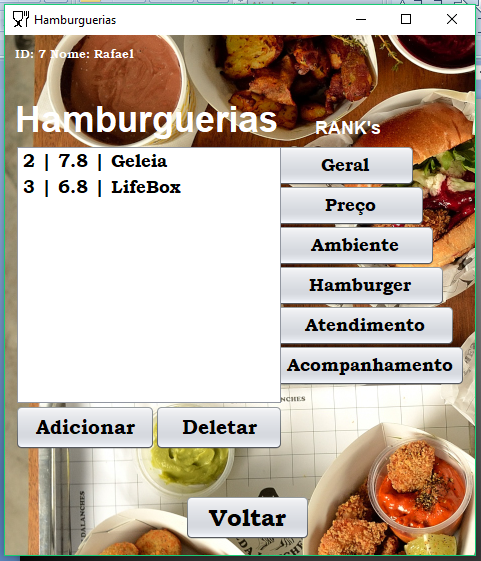 Hamburguerias
ID: 7 Nome: Rafael
Hamburguerias
RANK's
2 | 7.8 | Geleia
3 | 6.8 | LifeBox
Geral
Preço
Ambiente
Hamburger
Atendimento
Acompanhamento
Adicionar
Deletar
Voltar
DALANCHES